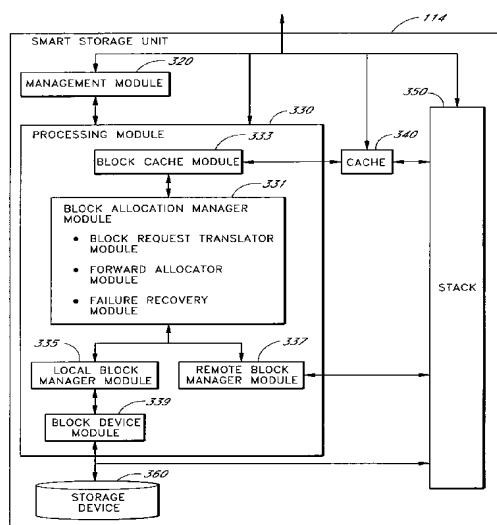 114
SMART STORAGE UNIT
320
MANAGEMENT MODULE
350
330
PROCESSING MODULE
333
340
BLOCK CACHE MODULE
CACHE
331
BLOCK ALLOCATION MANAGER
MODULE
• BLOCK REQUEST TRANSLATOR
MODULE
• FORWARD ALLOCATOR
MODULE
• FAILURE RECOVERY
MODULE
STACK
335
337
LOCAL BLOCK
MANAGER MODULE
REMOTE BLOCK
MANAGER MODULE
339
BLOCK DEVICE
MODULE
360
STORAGE
DEVICE